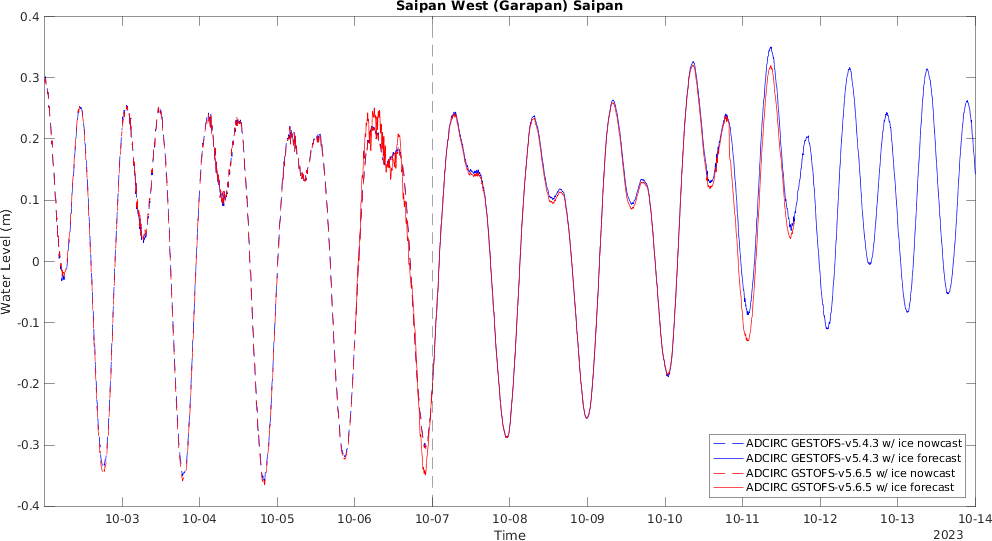 Saipan West (Garapan) Saipan
0.4
0.3
0.2
0.1
0
-0.1
-0.2
-0.3
-0.4
Water Level (m)
ADCIRC GESTOFS-v5.4.3 w/ ice nowcast
ADCIRC GESTOFS-v5.4.3 w/ ice forecast
ADCIRC GSTOFS-v5.6.5 w/ ice nowcast
ADCIRC GSTOFS-v5.6.5 w/ ice forecast
10-03 10-04 10-05 10-06 10-07 10-08 10-09 10-10 10-11 10-12 10-13 10-14
Time
2023